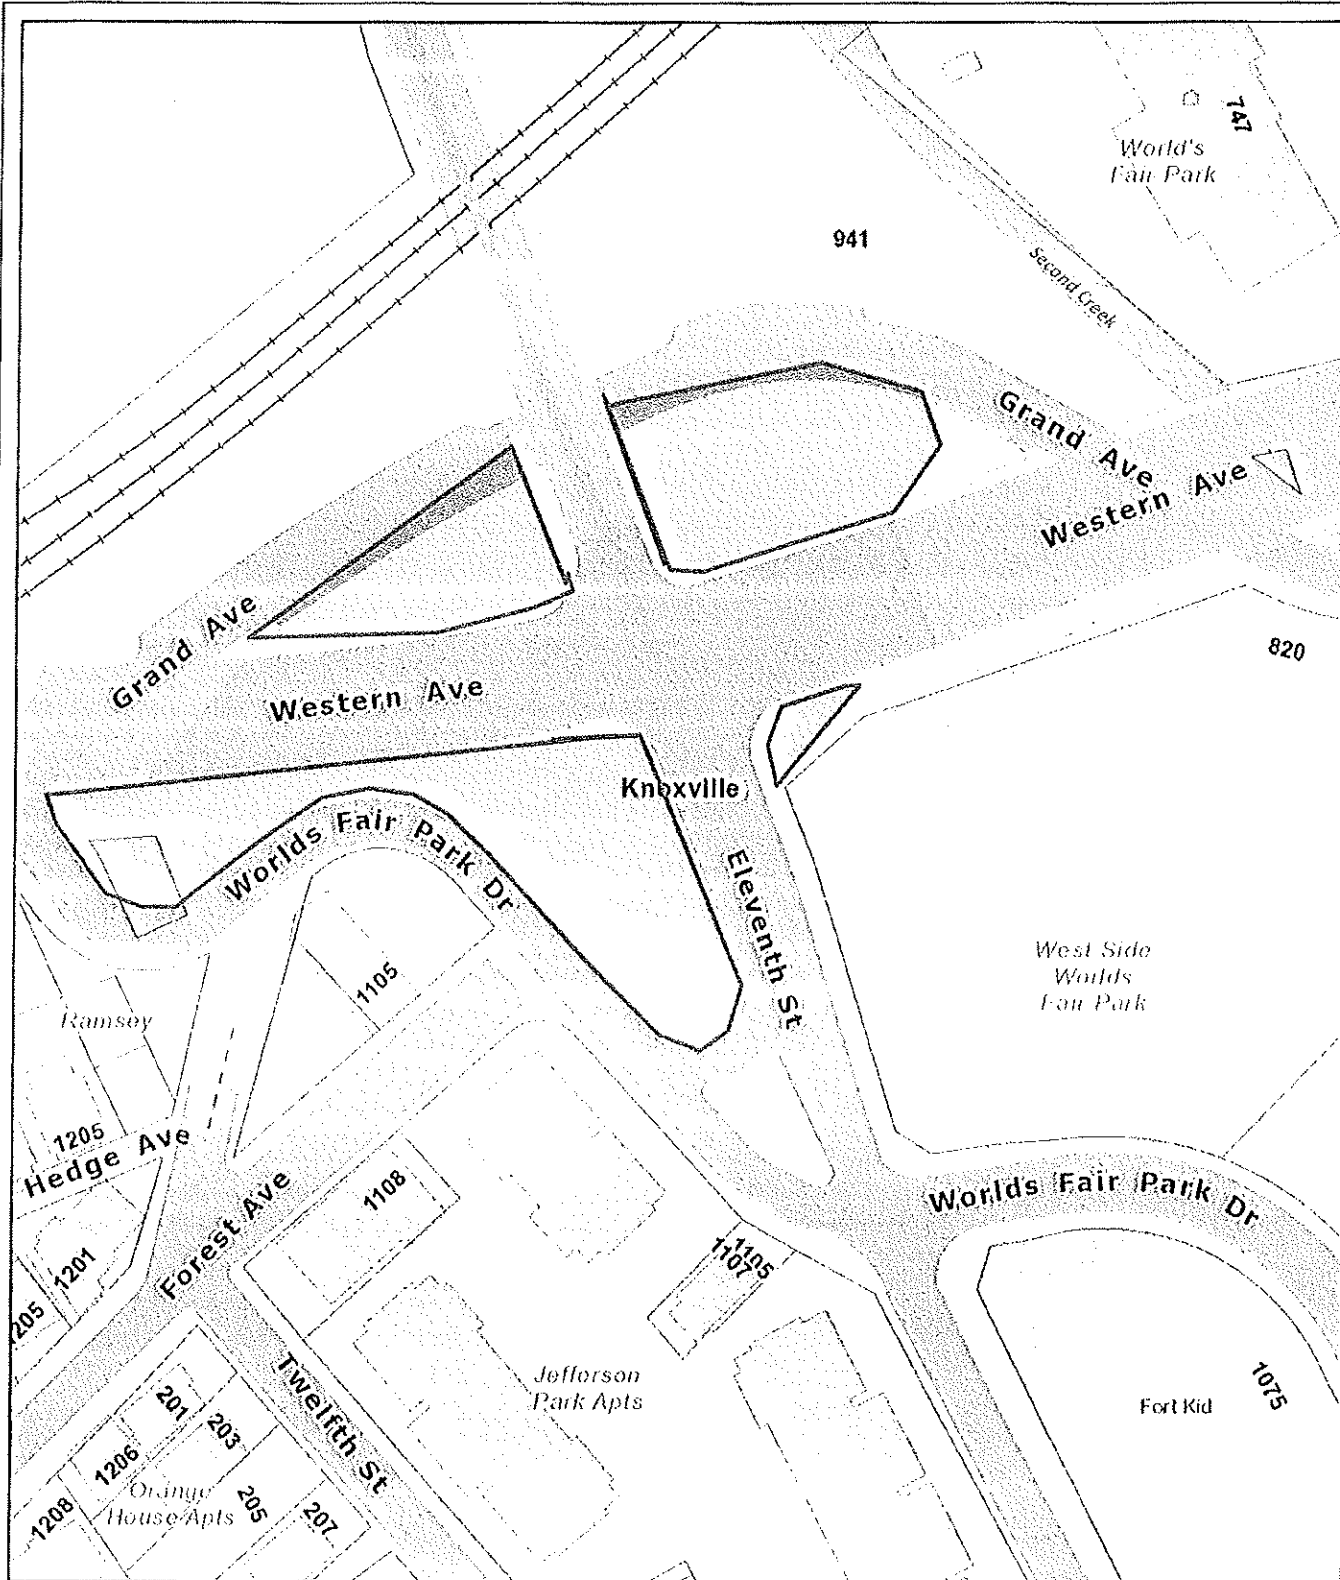 747
World's
Fair Park
941
Second Creek
Grand Ave
Western Ave
Grand Ave
820
Western Ave
Knoxville
Worlds Fair Park Dr
Eleventh St
1105
West Side
Worlds
Fair Park
Ramsey
1205
Hedge Ave
1108
Worlds Fair Park Dr
Forest Ave
1201
1105
1107
1205
Jefferson
Park Apts
1075
Fort Kid
Twelfth St
201
203
1206
Orange
House Apts
205
207
1208